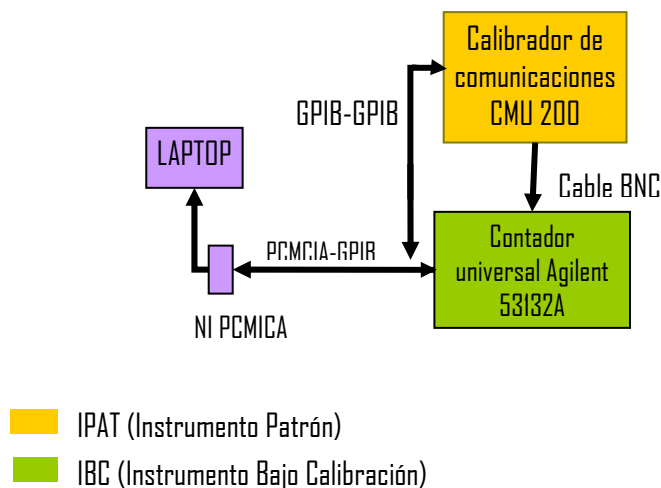 Calibrador de
comunicaciones
CMU 200
GPIB-GPIB
LAPTOP
Cable BNC
Contador
universal Agilent
53132A
PCMCIA-GPIB
NI PCMICA
IPAT (Instrumento Patrón)
IBC (Instrumento Bajo Calibración)